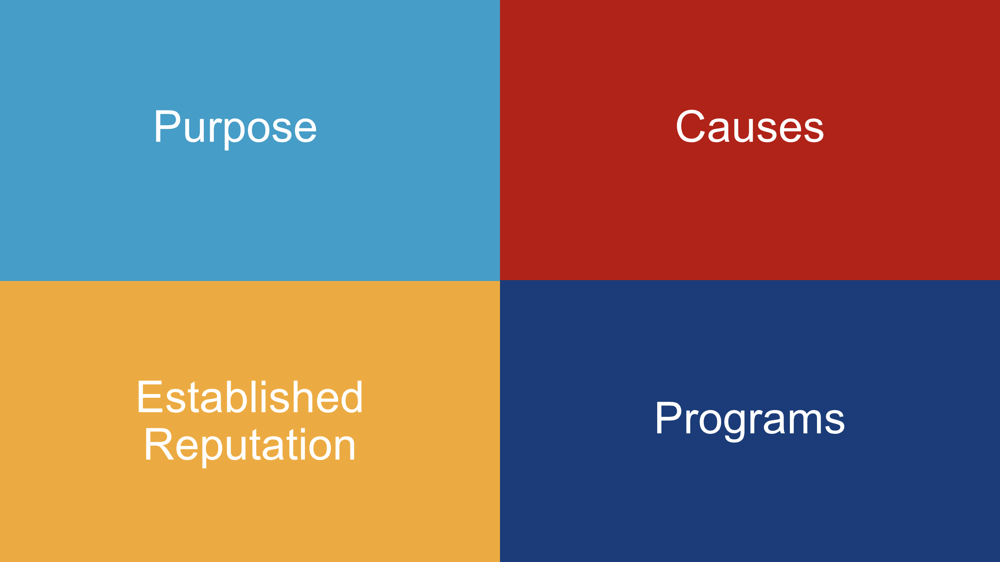 Purpose
Causes
Established
Reputation
Programs